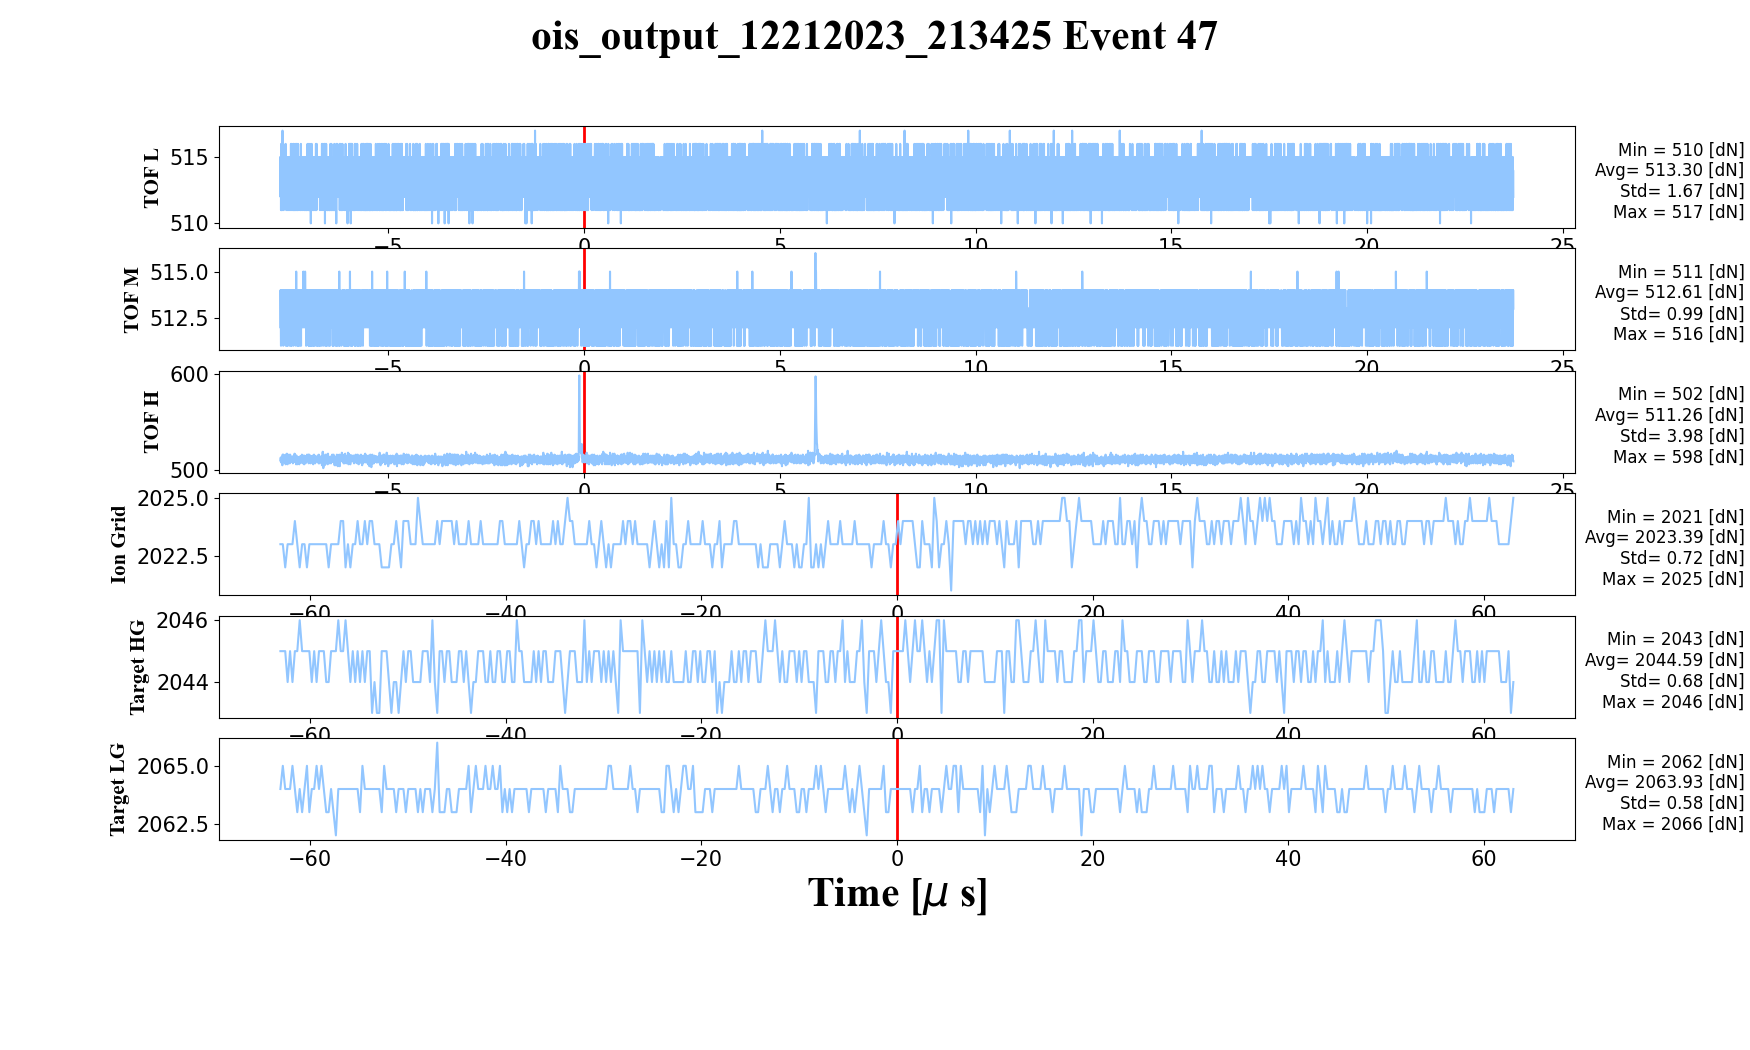 ois_output_12212023_213425 Event 47
TOF L
515
510
−5 0 5 10 15 20 25
Min = 510 [dN]
Avg= 513.30 [dN]
Std= 1.67 [dN]
Max = 517 [dN]
TOF M
515.0
512.5
−5 0 5 10 15 20 25
Min = 511 [dN]
Avg= 512.61 [dN]
Std= 0.99 [dN]
Max = 516 [dN]
TOF H
600
500
−5 0 5 10 15 20 25
Min = 502 [dN]
Avg= 511.26 [dN]
Std= 3.98 [dN]
Max = 598 [dN]
Ion Grid
2025.0
2022.5
−60 −40 −20 0 20 40 60
Min = 2021 [dN]
Avg= 2023.39 [dN]
Std= 0.72 [dN]
Max = 2025 [dN]
Target HG
2046
2044
−60 −40 −20 0 20 40 60
Min = 2043 [dN]
Avg= 2044.59 [dN]
Std= 0.68 [dN]
Max = 2046 [dN]
Target LG
2065.0
2062.5
−60 −40 −20 0 20 40 60
Min = 2062 [dN]
Avg= 2063.93 [dN]
Std= 0.58 [dN]
Max = 2066 [dN]
Time [μ s]